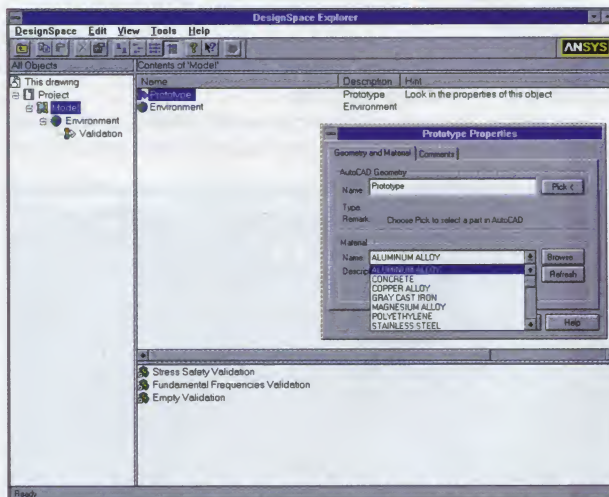 DesignSpace Explorer
DesignSpace Edit View Tools Help
ANSYS
All Objects
Contents of 'Model'
Name Description Hint
This drawing
Project
Model
Environment
Validation
Prototype Prototype Look in the properties of this object
Environment Environment
Prototype Properties
Geometry and Material Comments
AutoCAD Geometry
Name Prototype Pick <
Type:
Remark: Choose Pick to select a part in AutoCAD
Material
Name: ALUMINUM ALLOY Browse
Descrip ALUMINUM ALLOY Refresh
CONCRETE
COPPER ALLOY
GRAY CAST IRON
MAGNESIUM ALLOY
POLYETHYLENE
STAINLESS STEEL
Help
Stress Safety Validation
Fundamental Frequencies Validation
Empty Validation
Ready